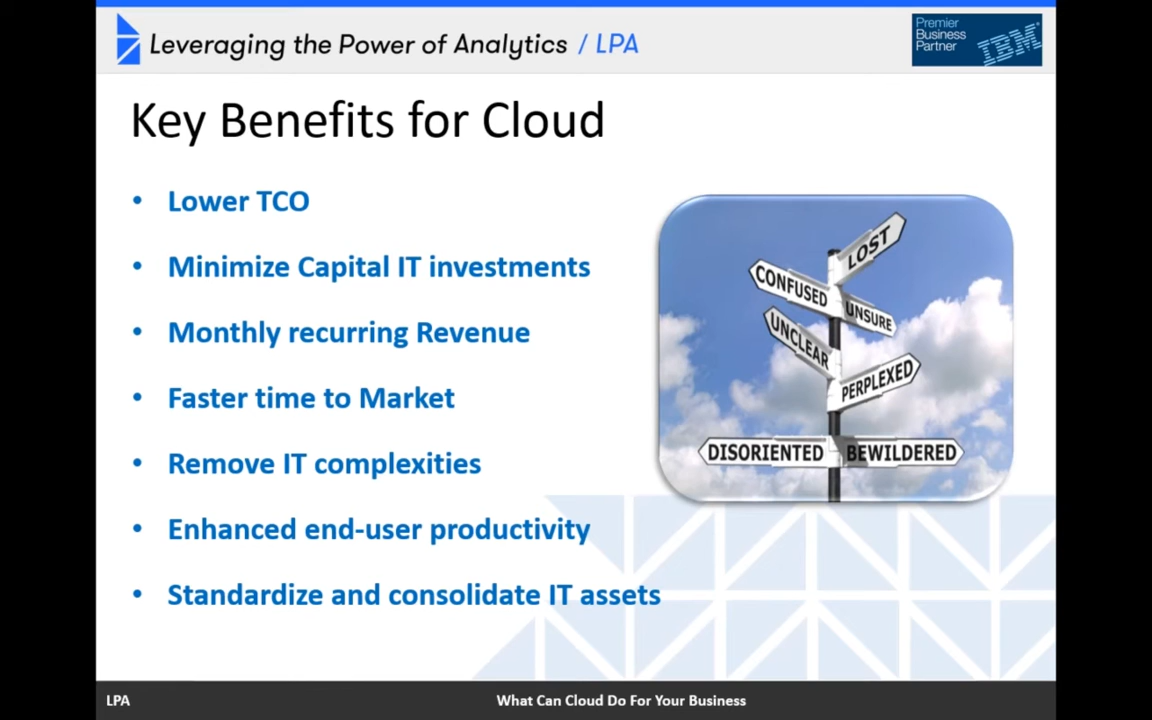 Leveraging the Power of Analytics / LPA
Premier
Business
Partner
IBM
Key Benefits for Cloud
• Lower TCO
• Minimize Capital IT investments
• Monthly recurring Revenue
• Faster time to Market
• Remove IT complexities
• Enhanced end-user productivity
• Standardize and consolidate IT assets
LOST
CONFUSED
UNSURE
UNCLEAR
PERPLEXED
DISORIENTED
BEWILDERED
LPA
What Can Cloud Do For Your Business